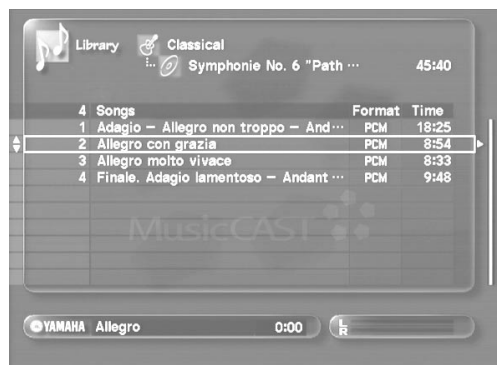 Library Classical
Symphonie No. 6 "Path ··· 45:40
4 Songs Format Time
1 Adagio – Allegro non troppo – And··· PCM 18:25
2 Allegro con grazia PCM 8:54
3 Allegro molto vivace PCM 8:33
4 Finale. Adagio lamentoso – Andant ··· PCM 9:48
MusicCAST
YAMAHA Allegro 0:00 L
R